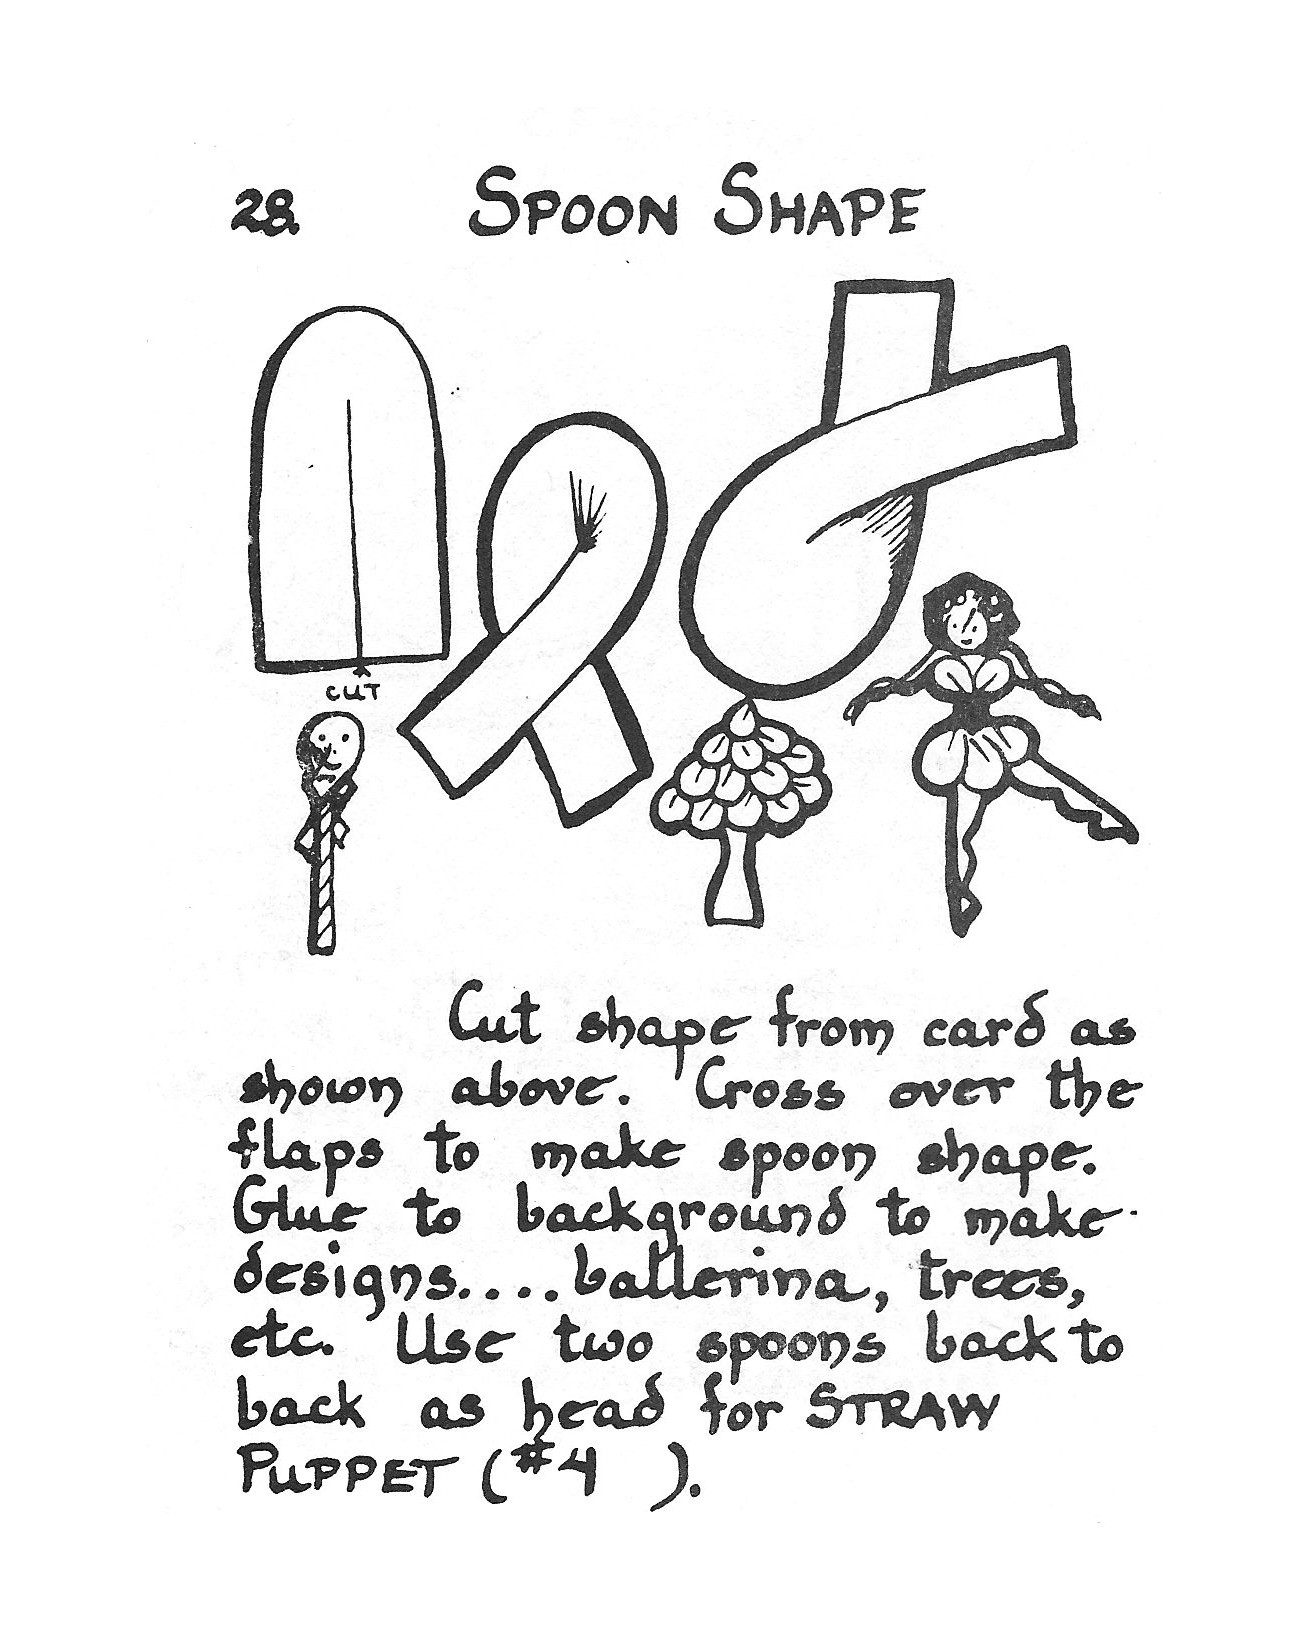 28. SPOON SHAPE
CUT
Cut shape from card as
shown above. Cross over the
flaps to make spoon shape.
Glue to background to make
designs....ballerina, trees,
etc. Use two spoons back to
back as head for STRAW
PUPPET (#4 ).